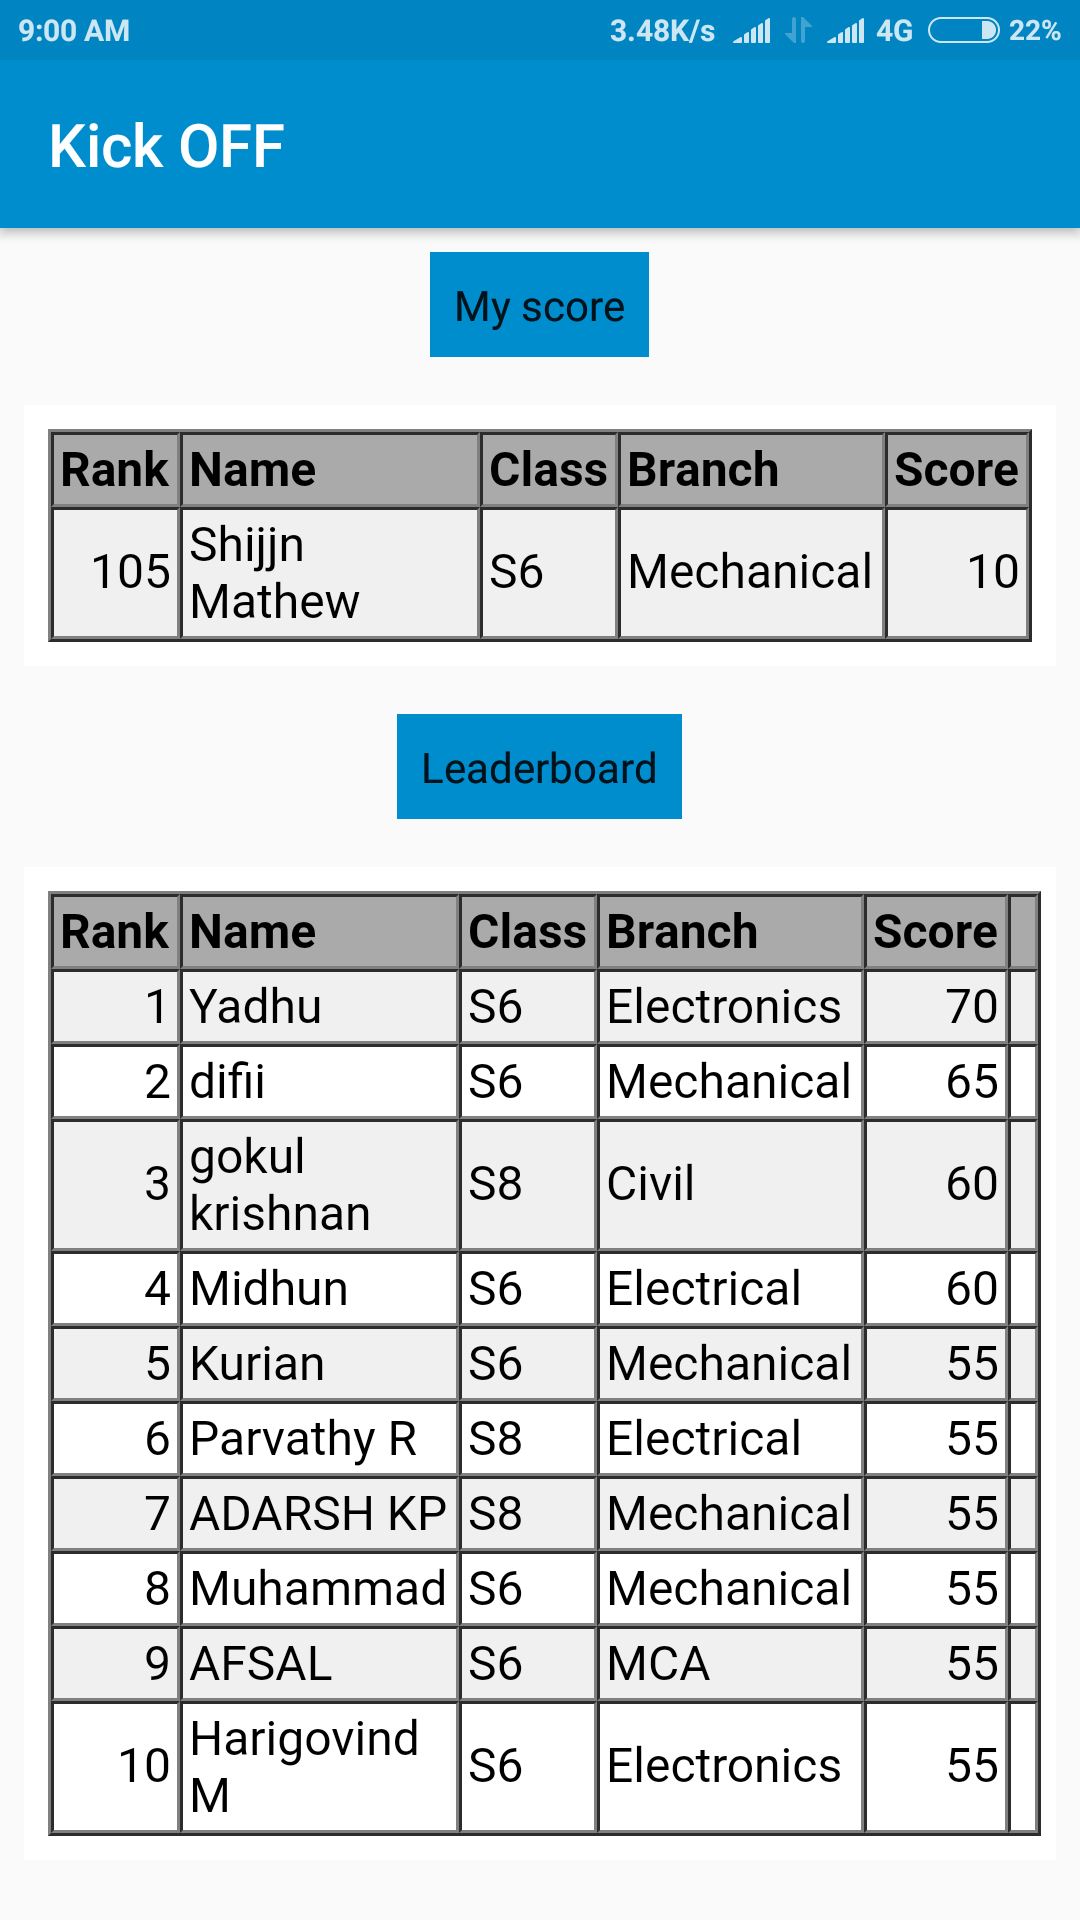 9:00 AM 3.48K/s 4G 22%
Kick OFF
My score
Rank Name Class Branch Score
105 Shijjn Mathew S6 Mechanical 10
Leaderboard
Rank Name Class Branch Score
1 Yadhu S6 Electronics 70
2 difii S6 Mechanical 65
3 gokul krishnan S8 Civil 60
4 Midhun S6 Electrical 60
5 Kurian S6 Mechanical 55
6 Parvathy R S8 Electrical 55
7 ADARSH KP S8 Mechanical 55
8 Muhammad S6 Mechanical 55
9 AFSAL S6 MCA 55
10 Harigovind M S6 Electronics 55